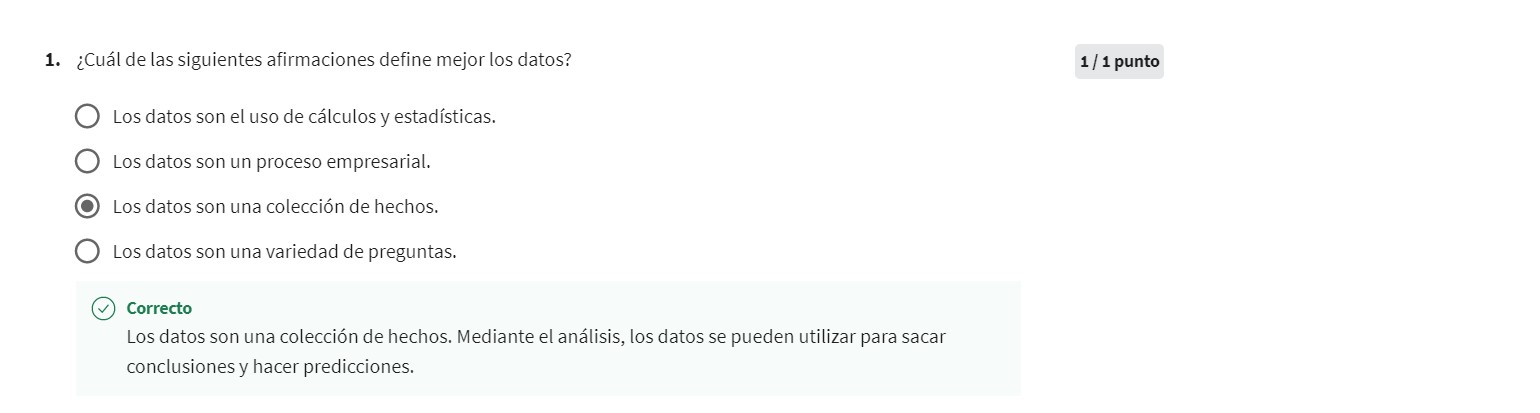 1. ¿Cuál de las siguientes afirmaciones define mejor los datos?
1 / 1 punto
Los datos son el uso de cálculos y estadísticas.
Los datos son un proceso empresarial.
Los datos son una colección de hechos.
Los datos son una variedad de preguntas.
Correcto
Los datos son una colección de hechos. Mediante el análisis, los datos se pueden utilizar para sacar
conclusiones y hacer predicciones.